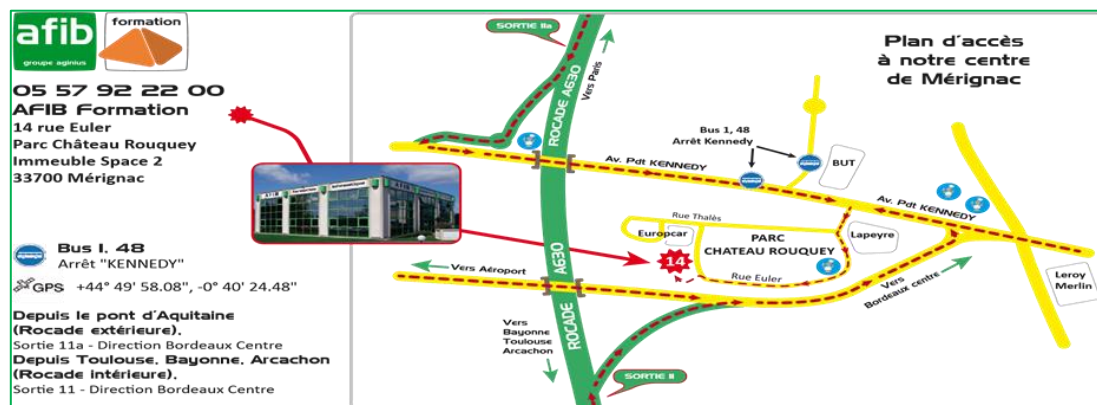 afib
groupe aginius
formation
05 57 92 22 00
AFIB Formation
14 rue Euler
Parc Château Rouquey
Immeuble Space 2
33700 Mérignac
Bus 1, 48
Arrêt "KENNEDY"
GPS +44° 49' 58.08", -0° 40' 24.48"
Depuis le pont d'Aquitaine
(Rocade extérieure),
Sortie 11a - Direction Bordeaux Centre
Depuis Toulouse, Bayonne, Arcachon
(Rocade intérieure),
Sortie 11 - Direction Bordeaux Centre
Plan d'accès
à notre centre
de Mérignac
SORTIE 11a
ROCADE A630
Vers Paris
Bus 1, 48
Arrêt Kennedy
BUT
Av. Pdt KENNEDY
Av. Pdt KENNEDY
AFIB
AFIB
Rue Thalès
Europcar
PARC
CHATEAU ROUQUEY
Lapeyre
14
Rue Euler
Vers Aéroport
A630
ROCADE
Vers
Bordeaux centre
Leroy
Merlin
Vers
Bayonne
Toulouse
Arcachon
SORTIE 11